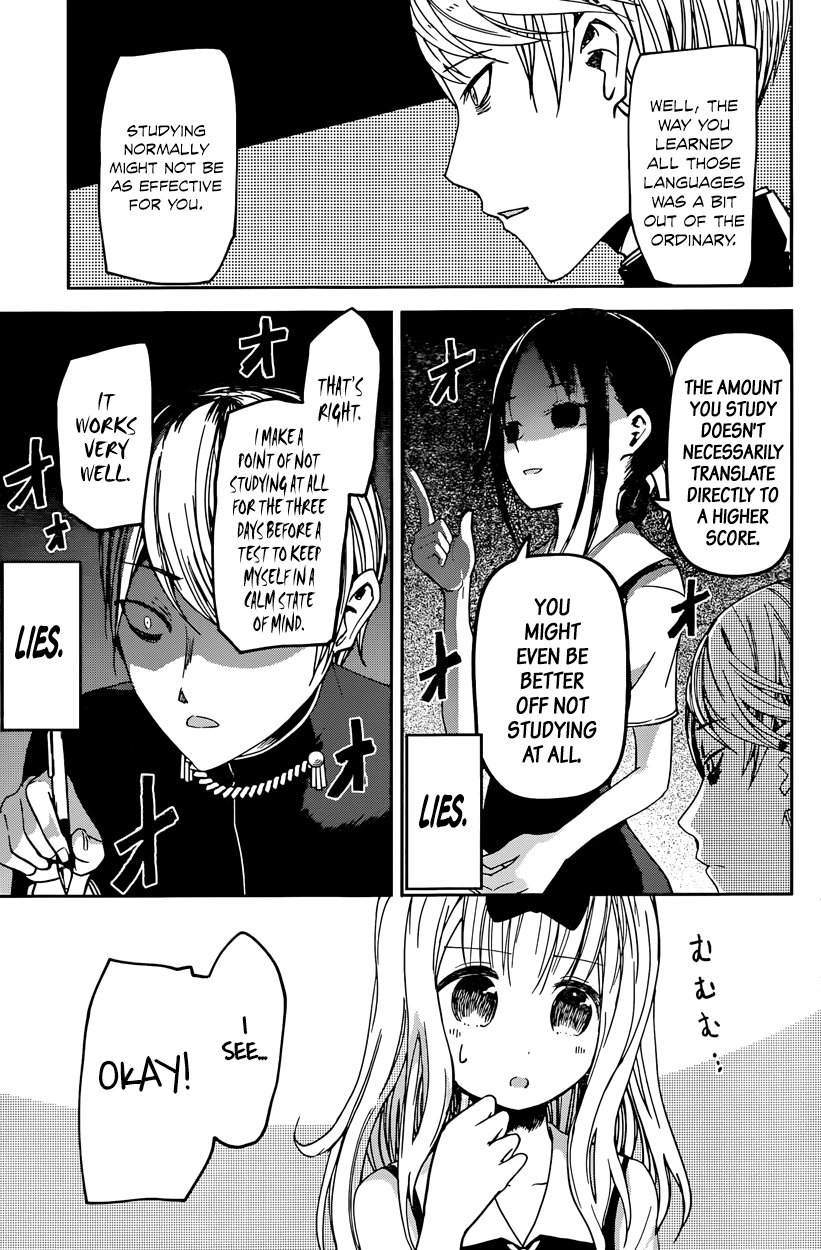 WELL, THE
WAY YOU
LEARNED
ALL THOSE
LANGUAGES
WAS A BIT
OUT OF THE
ORDINARY.
STUDYING
NORMALLY
MIGHT NOT BE
AS EFFECTIVE
FOR YOU.
オ
THE AMOUNT
YOU STUDY
DOESN'T
NECESSARILY
TRANSLATE
DIRECTLY TO
A HIGHER
SCORE.
オ
オ
YOU
MIGHT
EVEN BE
BETTER
OFF NOT
STUDYING
AT ALL.
LIES.
オ
THAT'S
RIGHT.
I MAKE A
POINT OF NOT
STUDYING AT ALL
FOR THE THREE
DAYS BEFORE A
TEST TO KEEP
MYSELF IN A
CALM STATE
OF MIND.
IT
WORKS
VERY
WELL.
オ
オ
オ
オ
LIES.
むむむ…
I
SEE...
OKAY!